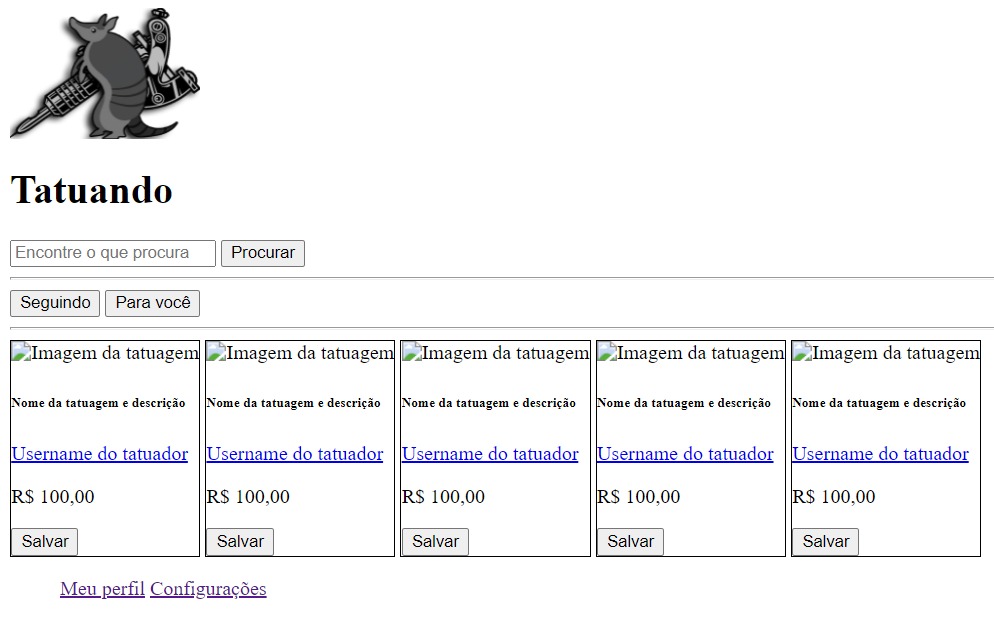 Tatuando
Encontre o que procura Procurar
Seguindo Para você
Imagem da tatuagem Imagem da tatuagem Imagem da tatuagem Imagem da tatuagem Imagem da tatuagem
Nome da tatuagem e descrição Nome da tatuagem e descrição Nome da tatuagem e descrição Nome da tatuagem e descrição Nome da tatuagem e descrição
Username do tatuador Username do tatuador Username do tatuador Username do tatuador Username do tatuador
R$ 100,00 R$ 100,00 R$ 100,00 R$ 100,00 R$ 100,00
Salvar Salvar Salvar Salvar Salvar
Meu perfil Configurações